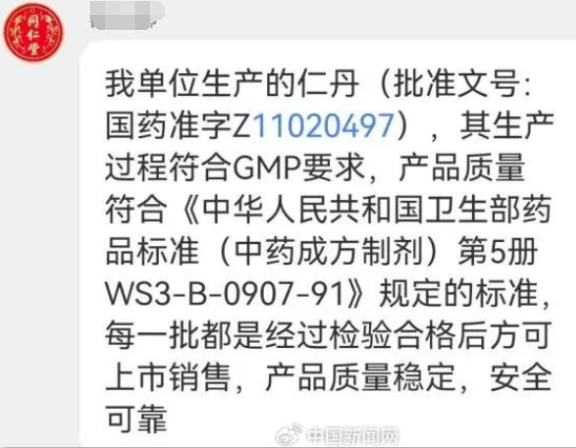 同仁堂
我单位生产的仁丹（批准文号：
国药准字Z11020497），其生产
过程符合GMP要求，产品质量
符合《中华人民共和国卫生部药
品标准（中药成方制剂）第5册
WS3-B-0907-91》规定的标准，
每一批都是经过检验合格后方可
上市销售，产品质量稳定，安全
可靠
中国新闻网